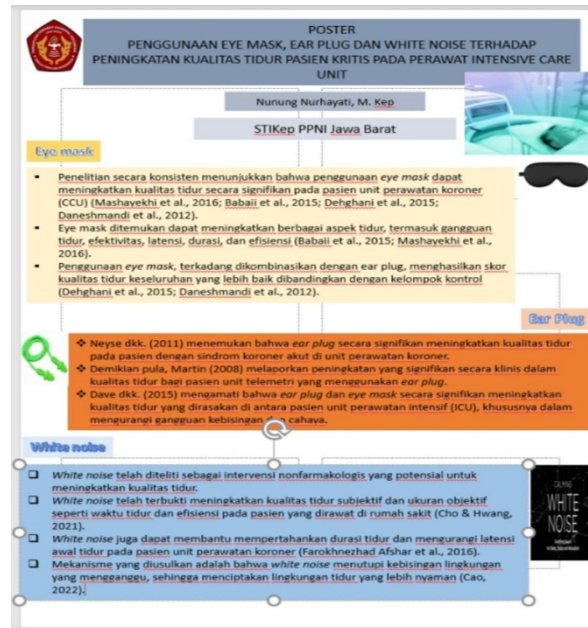 POSTER
PENGGUNAAN EYE MASK, EAR PLUG DAN WHITE NOISE TERHADAP
PENINGKATAN KUALITAS TIDUR PASIEN KRITIS PADA PERAWAT INTENSIVE CARE
UNIT
Nunung Nurhayati, M. Kep
STIKep PPNI Jawa Barat
Eye mask
• Penelitian secara konsisten menunjukkan bahwa penggunaan eye mask dapat
meningkatkan kualitas tidur secara signifikan pada pasien unit perawatan koroner
(CCU) (Mashayekhi et al., 2016; Babaii et al., 2015; Dehghani et al., 2015;
Daneshmandi et al., 2012).
• Eye mask ditemukan dapat meningkatkan berbagai aspek tidur, termasuk gangguan
tidur, efektivitas, latensi, durasi, dan efisiensi (Babaii et al., 2015; Mashayekhi et al.,
2016).
• Penggunaan eye mask, terkadang dikombinasikan dengan ear plug, menghasilkan skor
kualitas tidur keseluruhan yang lebih baik dibandingkan dengan kelompok kontrol
(Dehghani et al., 2015; Daneshmandi et al., 2012).
Ear Plug
❖ Neyse dkk. (2011) menemukan bahwa ear plug secara signifikan meningkatkan kualitas tidur
pada pasien dengan sindrom koroner akut di unit perawatan koroner.
❖ Demikian pula, Martin (2008) melaporkan peningkatan yang signifikan secara klinis dalam
kualitas tidur bagi pasien unit telemetri yang menggunakan ear plug.
❖ Dave dkk. (2015) mengamati bahwa ear plug dan eye mask secara signifikan meningkatkan
kualitas tidur yang dirasakan di antara pasien unit perawatan intensif (ICU), khususnya dalam
mengurangi gangguan kebisingan dan cahaya.
White noise
❑ White noise telah diteliti sebagai intervensi nonfarmakologis yang potensial untuk
meningkatkan kualitas tidur.
❑ White noise telah terbukti meningkatkan kualitas tidur subjektif dan ukuran objektif
seperti waktu tidur dan efisiensi pada pasien yang dirawat di rumah sakit (Cho & Hwang,
2021).
❑ White noise juga dapat membantu mempertahankan durasi tidur dan mengurangi latensi
awal tidur pada pasien unit perawatan koroner (Farokhnezhad Afshar et al., 2016).
❑ Mekanisme yang diusulkan adalah bahwa white noise menutupi kebisingan lingkungan
yang mengganggu, sehingga menciptakan lingkungan tidur yang lebih nyaman (Cao,
2022).
CALMING
WHITE
NOISE